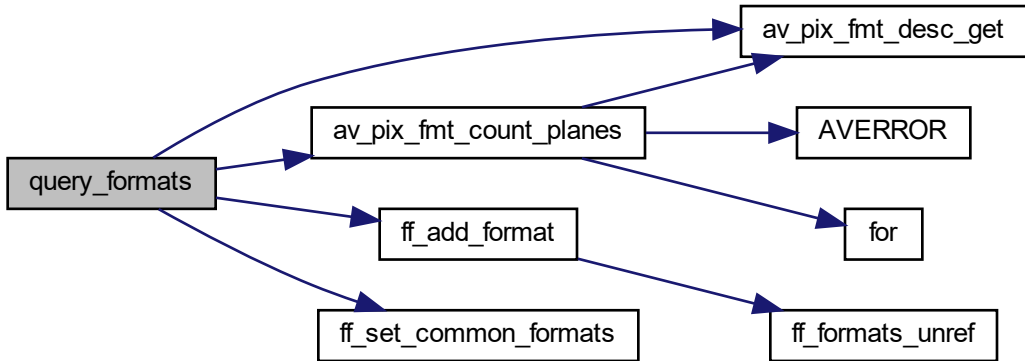 av_pix_fmt_desc_get
av_pix_fmt_count_planes
AVERROR
query_formats
ff_add_format
for
ff_set_common_formats
ff_formats_unref